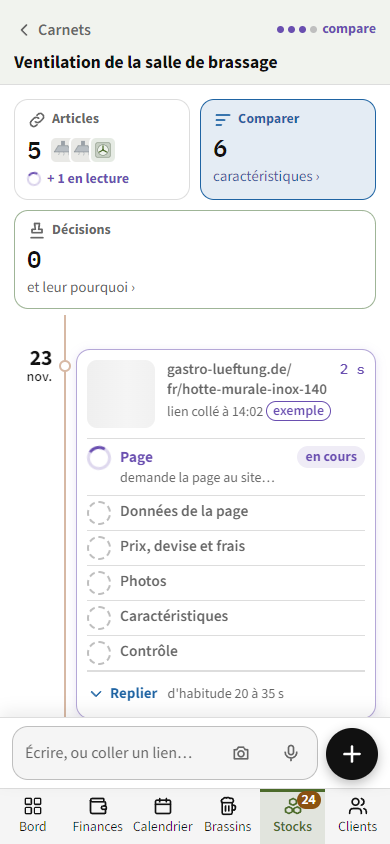 Carnets
compare
Ventilation de la salle de brassage
Articles
5
+ 1 en lecture
Comparer
6
caractéristiques ›
Décisions
0
et leur pourquoi ›
23
nov.
gastro-lueftung.de/
fr/hotte-murale-inox-140
2 s
lien collé à 14:02 exemple
Page
en cours
demande la page au site…
Données de la page
Prix, devise et frais
Photos
Caractéristiques
Contrôle
Replier d'habitude 20 à 35 s
Écrire, ou coller un lien…
24
Bord Finances Calendrier Brassins Stocks Clients